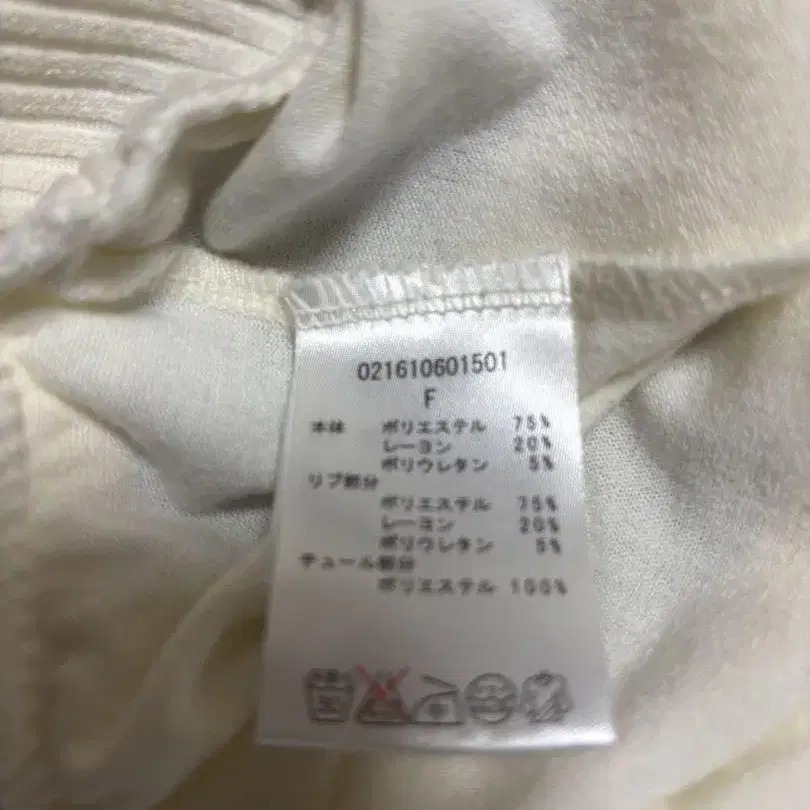 021610601501
F
本体 ポリエステル 75%
レーヨン 20%
ポリウレタン 5%
リブ部分
ポリエステル 75%
レーヨン 20%
ポリウレタン 5%
チュール部分
ポリエステル 100%